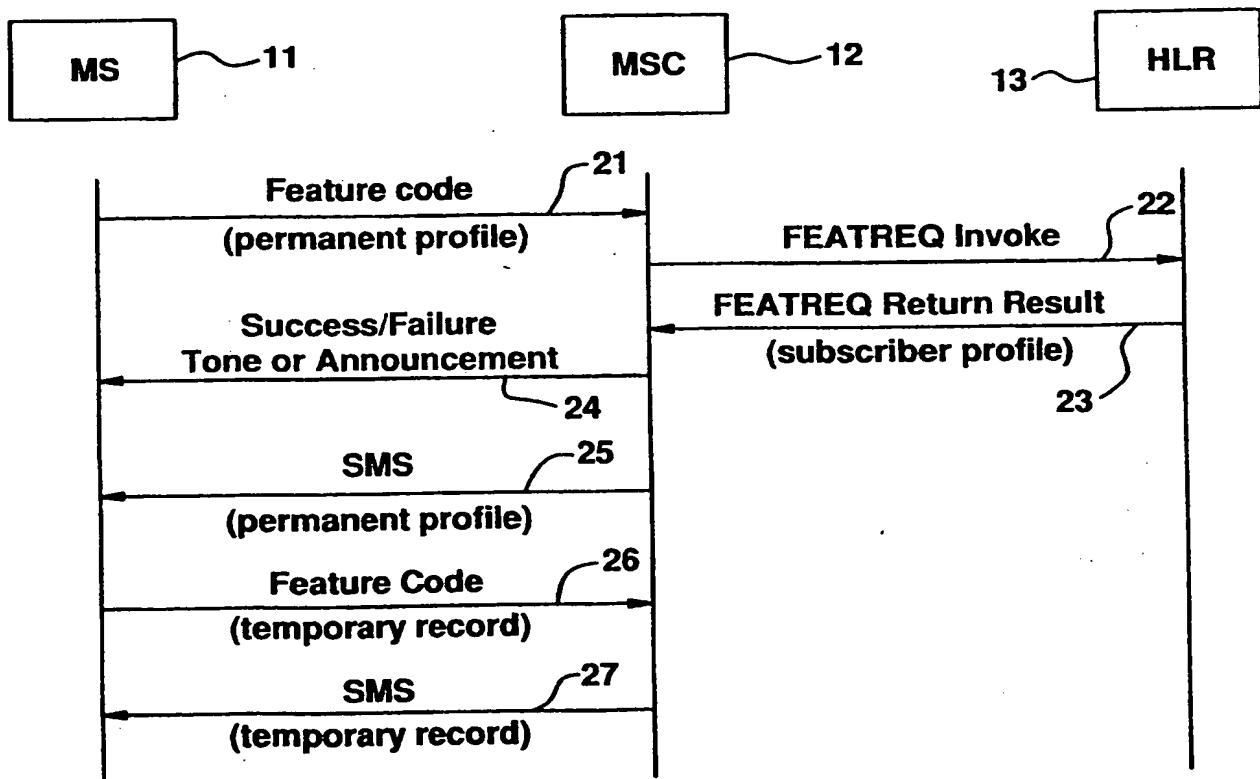 MS
11
MSC
12
13
HLR
21
Feature code
(permanent profile)
22
FEATREQ Invoke
FEATREQ Return Result
(subscriber profile)
23
Success/Failure
Tone or Announcement
24
25
SMS
(permanent profile)
26
Feature Code
(temporary record)
27
SMS
(temporary record)